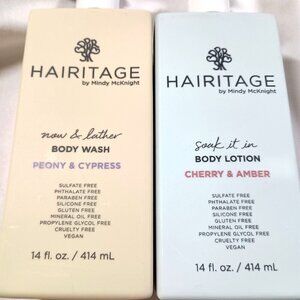 HAIRITAGE
by Mindy McKnight
now & lather
BODY WASH
PEONY & CYPRESS
SULFATE FREE
PHTHALATE FREE
PARABEN FREE
SILICONE FREE
GLUTEN FREE
MINERAL OIL FREE
PROPYLENE GLYCOL FREE
CRUELTY FREE
VEGAN
14 fl. oz. / 414 mL
HAIRITAGE
by Mindy McKnight
soak it in
BODY LOTION
CHERRY & AMBER
SULFATE FREE
PHTHALATE FREE
PARABEN FREE
SILICONE FREE
GLUTEN FREE
MINERAL OIL FREE
PROPYLENE GLYCOL FREE
CRUELTY FREE
VEGAN
14 fl. oz. / 414 mL